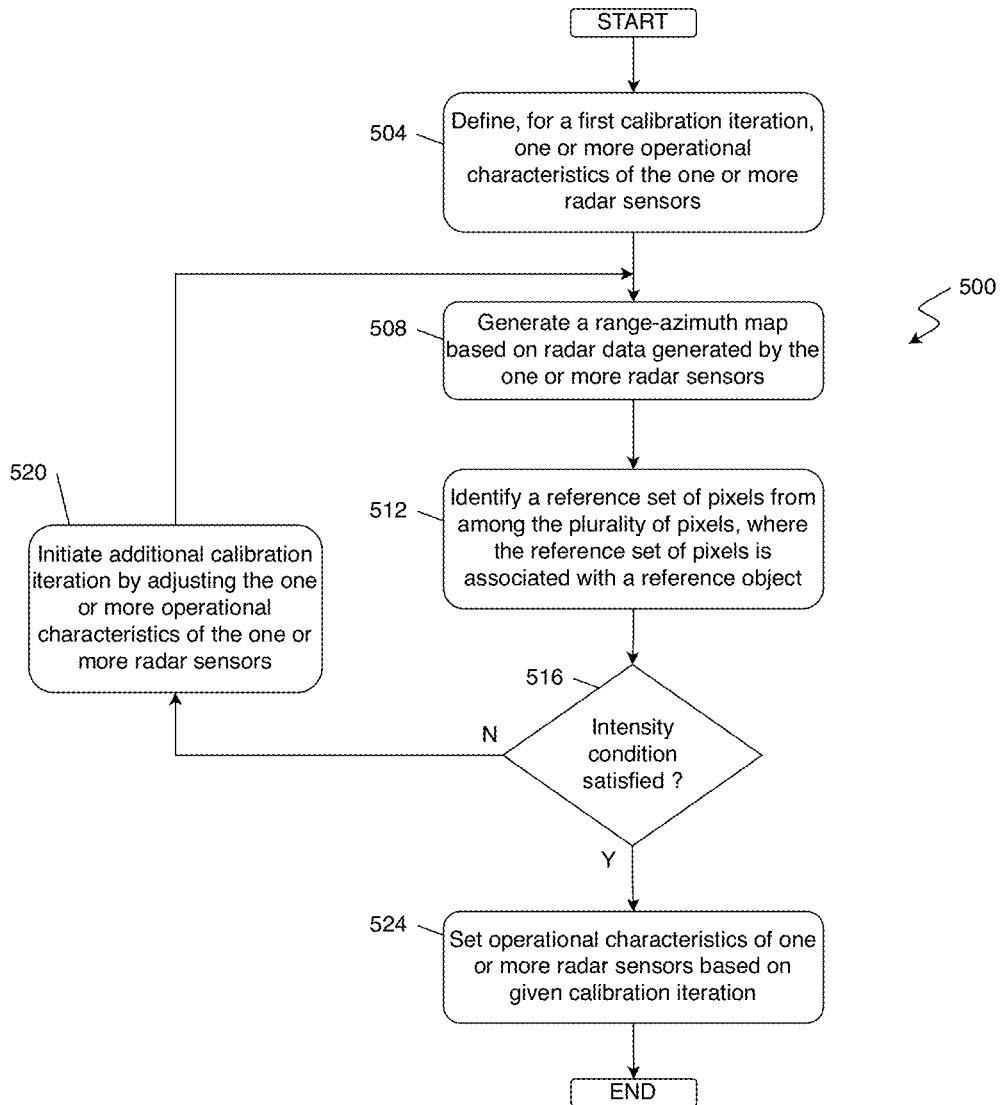 START
504
Define, for a first calibration iteration,
one or more operational
characteristics of the one or more
radar sensors
500
508
Generate a range-azimuth map
based on radar data generated by the
one or more radar sensors
520
512
Identify a reference set of pixels from
among the plurality of pixels, where
the reference set of pixels is
associated with a reference object
Initiate additional calibration
iteration by adjusting the one
or more operational
characteristics of the one or
more radar sensors
516
N
Intensity
condition
satisfied ?
Y
524
Set operational characteristics of one
or more radar sensors based on
given calibration iteration
END